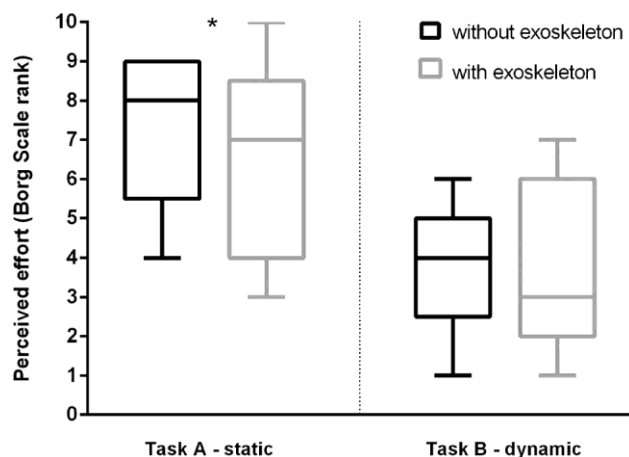 Perceived effort (Borg Scale rank)
10
9
8
7
6
5
4
3
2
1
0
*
without exoskeleton
with exoskeleton
Task A - static
Task B - dynamic